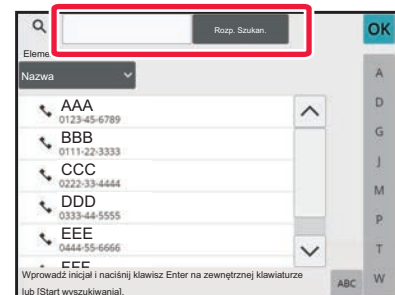 Rozp. Szukan.
OK
Eleme
Nazwa
A
AAA
0123-45-6789
D
BBB
0111-22-3333
G
CCC
0222-33-4444
J
M
DDD
0333-44-5555
P
EEE
0444-55-6666
T
EEE
Wprowadź inicjał i naciśnij klawisz Enter na zewnętrznej klawiaturze
lub [Start wyszukiwania].
ABC
W